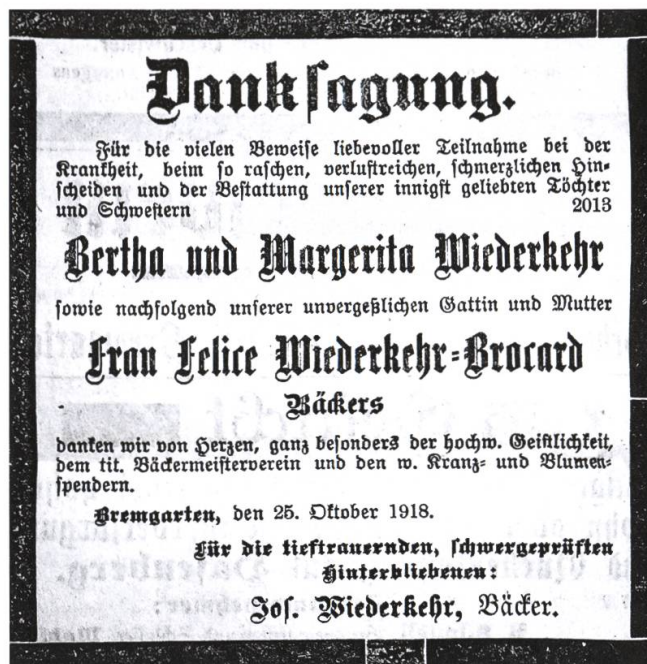 Danksagung.
Für die vielen Beweise liebevoller Teilnahme bei der
Krankheit, beim so raschen, verlustreichen, schmerzlichen Hin-
scheiden und der Bestattung unserer innigst geliebten Töchter
und Schwestern 2013
Bertha und Margerita Wiederkehr
sowie nachfolgend unserer unvergeßlichen Gattin und Mutter
Frau Felice Wiederkehr-Brocard
Bäckers
danken wir von Herzen, ganz besonders der hochw. Geistlichkeit,
dem tit. Bäckermeisterverein und den w. Kranz- und Blumen-
spendern.
Bremgarten, den 25. Oktober 1918.
Für die tieftrauernden, schwergeprüften
Hinterbliebenen:
Jos. Wiederkehr, Bäcker.